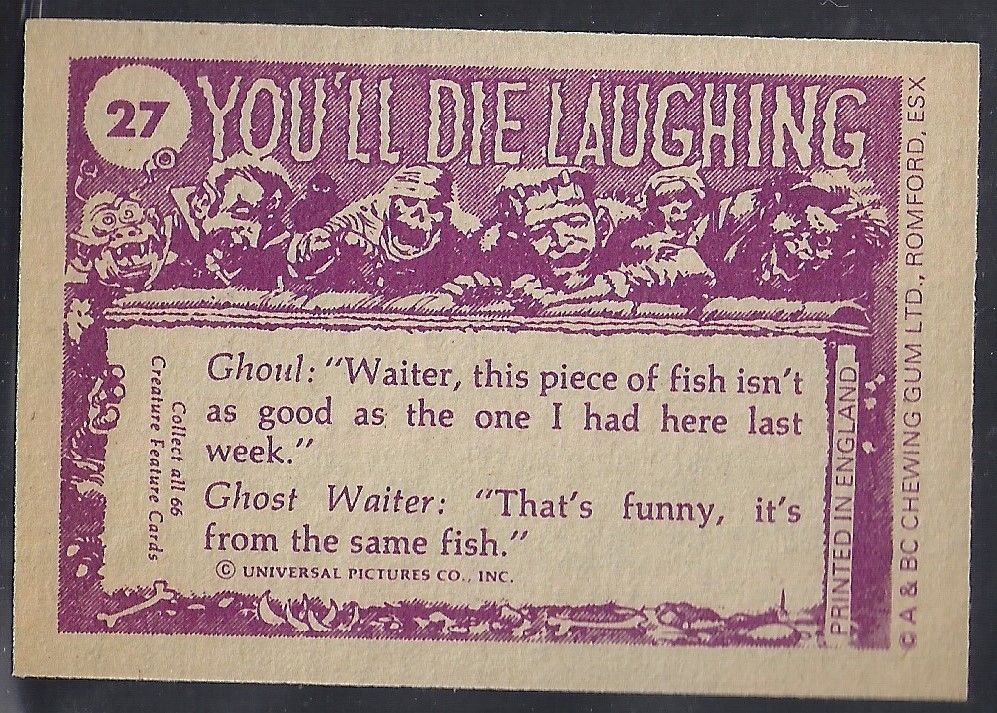 27
YOU'LL DIE LAUGHING
Ghoul: "Waiter, this piece of fish isn't
as good as the one I had here last
week."
Ghost Waiter: "That's funny, it's
from the same fish."
© UNIVERSAL PICTURES CO., INC.
Collect all 66
Creature Feature Cards
PRINTED IN ENGLAND
© A & BC CHEWING GUM LTD., ROMFORD, ESX